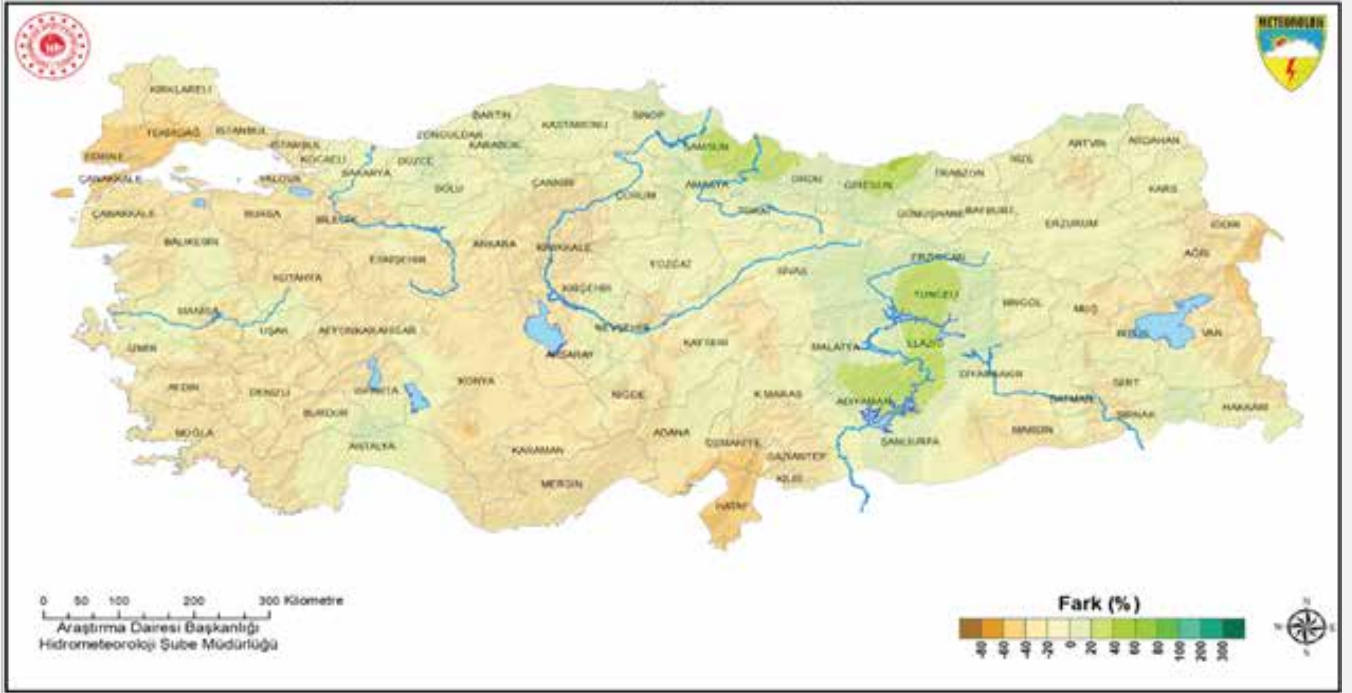 METEOROLOJİ
KIRKLARELİ
TEKİRDAĞ
İSTANBUL
EDİRNE
İSTANBUL
KOCAELİ
YALOVA
SAKARYA
DÜZCE
ZONGULDAK
BARTIN
KARABÜK
KASTAMONU
SİNOP
SAMSUN
ÇANAKKALE
ÇANAKKALE
BALIKESİR
BURSA
BİLECİK
BOLU
ÇANKIRI
ÇORUM
AMASYA
TOKAT
ORDU
GİRESUN
TRABZON
RİZE
ARTVİN
ARDAHAN
KARS
GÜMÜŞHANE
BAYBURT
ERZURUM
IĞDIR
AĞRI
KÜTAHYA
ESKİŞEHİR
ANKARA
KIRIKKALE
YOZGAT
SİVAS
ERZİNCAN
TUNCELİ
BİNGÖL
MUŞ
BİTLİS
VAN
MANİSA
İZMİR
UŞAK
AFYONKARAHİSAR
KIRŞEHİR
NEVŞEHİR
AKSARAY
KAYSERİ
MALATYA
ELAZIĞ
DİYARBAKIR
SİİRT
BATMAN
ŞIRNAK
HAKKARİ
AYDIN
DENİZLİ
ISPARTA
BURDUR
KONYA
NİĞDE
K.MARAŞ
ADIYAMAN
MARDİN
MUĞLA
ANTALYA
KARAMAN
MERSİN
ADANA
OSMANİYE
GAZİANTEP
KİLİS
ŞANLIURFA
HATAY
0 50 100 200 300 Kilometre
Araştırma Dairesi Başkanlığı
Hidrometeoroloji Şube Müdürlüğü
Fark (%)
-80 -60 -40 -20 0 20 40 60 80 100 200 300
N
W E
S